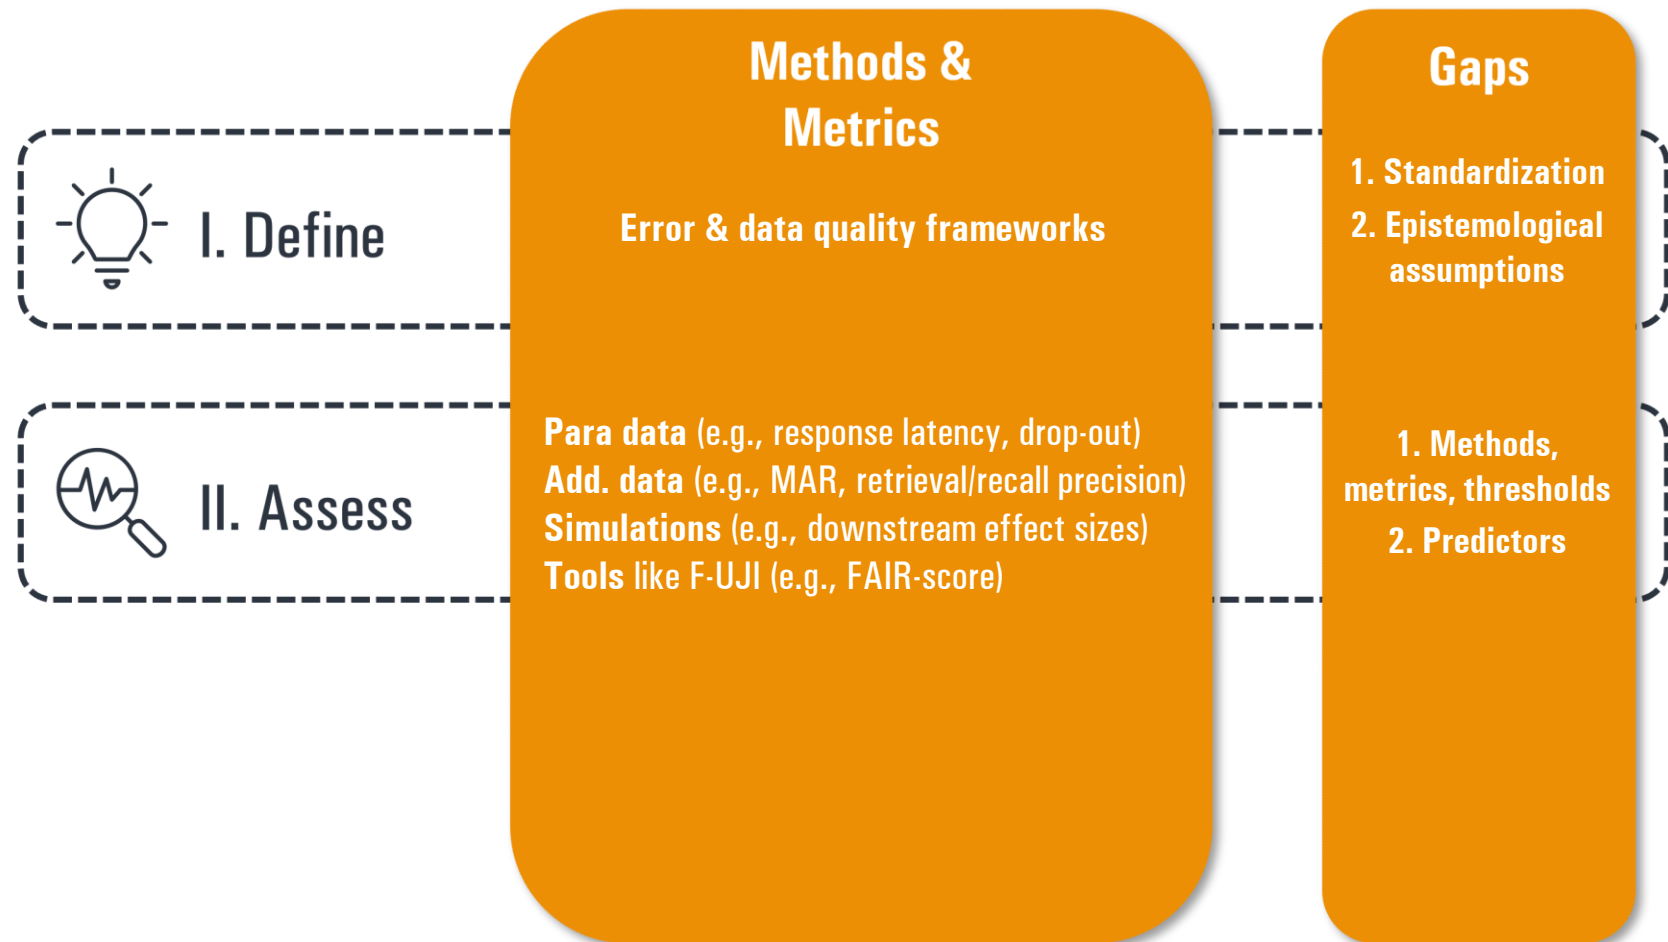 Methods &
Metrics
Gaps
I. Define
Error & data quality frameworks
1. Standardization
2. Epistemological
assumptions
II. Assess
Para data (e.g., response latency, drop-out)
Add. data (e.g., MAR, retrieval/recall precision)
Simulations (e.g., downstream effect sizes)
Tools like F-UJI (e.g., FAIR-score)
1. Methods,
metrics, thresholds
2. Predictors